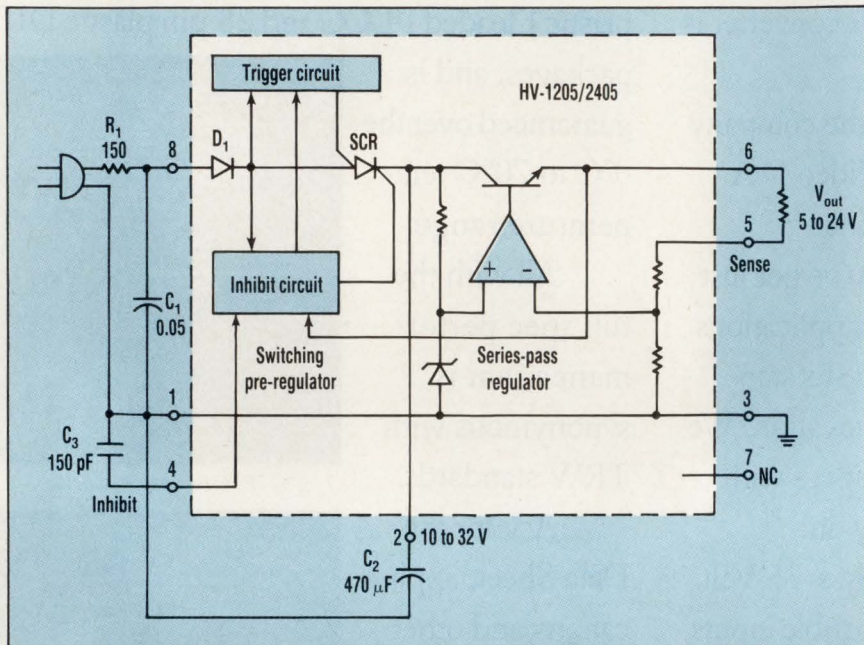 Trigger circuit
HV-1205/2405
R₁
150
8
D₁
SCR
6
V_out
5 to 24 V
5
Sense
+
−
Inhibit circuit
C₁
0.05
Switching
pre-regulator
Series-pass
regulator
1
3
C₃
150 pF
4
Inhibit
7
NC
2
10 to 32 V
C₂
470 µF